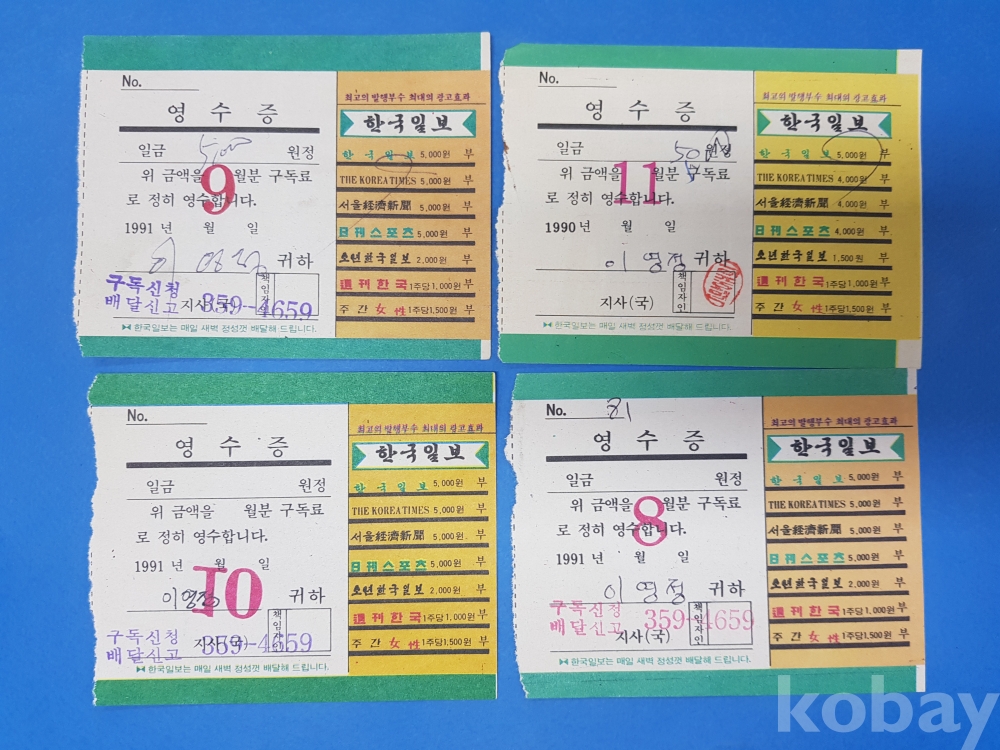 No.
영 수 증
일금 5,000 원정
위 금액을 9 월분 구독료
로 정히 영수합니다.
1991 년 월 일
이 영정 귀하
구독신청
배달신고 359-4659
지사(국)
책임자인
한국일보는 매일 새벽 정성껏 배달해 드립니다.
최고의 발행부수 최대의 광고효과
한국일보
한국일보 5,000원 부
THE KOREA TIMES 5,000원 부
서울經濟新聞 5,000원 부
日刊스포츠 5,000원 부
소년한국일보 2,000원 부
週刊한국 1주당1,000원 부
주간女性 1주당1,500원 부
No.
영 수 증
일금 5000 원정
위 금액을 11 월분 구독료
로 정히 영수합니다.
1990 년 월 일
이 영정 귀하
지사(국)
책임자인
한국일보는 매일 새벽 정성껏 배달해 드립니다.
최고의 발행부수 최대의 광고효과
한국일보
한국일보 5,000원 부
THE KOREA TIMES 4,000원 부
서울經濟新聞 4,000원 부
日刊스포츠 4,000원 부
소년한국일보 1,500원 부
週刊한국 1주당1,000원 부
주간女性 1주당1,500원 부
No.
영 수 증
일금 원정
위 금액을 월분 구독료
로 정히 영수합니다.
1991 년 월 일
10
이영정 귀하
구독신청
배달신고 359-4659
지사(국)
책임자인
한국일보는 매일 새벽 정성껏 배달해 드립니다.
최고의 발행부수 최대의 광고효과
한국일보
한국일보 5,000원 부
THE KOREA TIMES 5,000원 부
서울經濟新聞 5,000원 부
日刊스포츠 5,000원 부
소년한국일보 2,000원 부
週刊한국 1주당1,000원 부
주간女性 1주당1,500원 부
No.
영 수 증
일금 원정
위 금액을 8 월분 구독료
로 정히 영수합니다.
1991 년 월 일
이 영정 귀하
구독신청
배달신고 359-4659
지사(국)
책임자인
한국일보는 매일 새벽 정성껏 배달해 드립니다.
최고의 발행부수 최대의 광고효과
한국일보
한국일보 5,000원 부
THE KOREA TIMES 5,000원 부
서울經濟新聞 5,000원 부
日刊스포츠 5,000원 부
소년한국일보 2,000원 부
週刊한국 1주당1,000원 부
주간女性 1주당1,500원 부
kobay